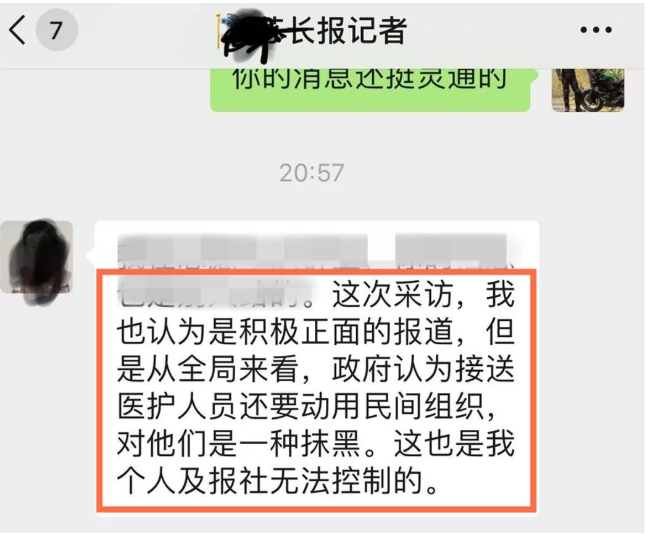 7
长报记者
你的消息还挺灵通的
20:57
。这次采访，我
也认为是积极正面的报道，但
是从全局来看，政府认为接送
医护人员还要动用民间组织，
对他们是一种抹黑。这也是我
个人及报社无法控制的。